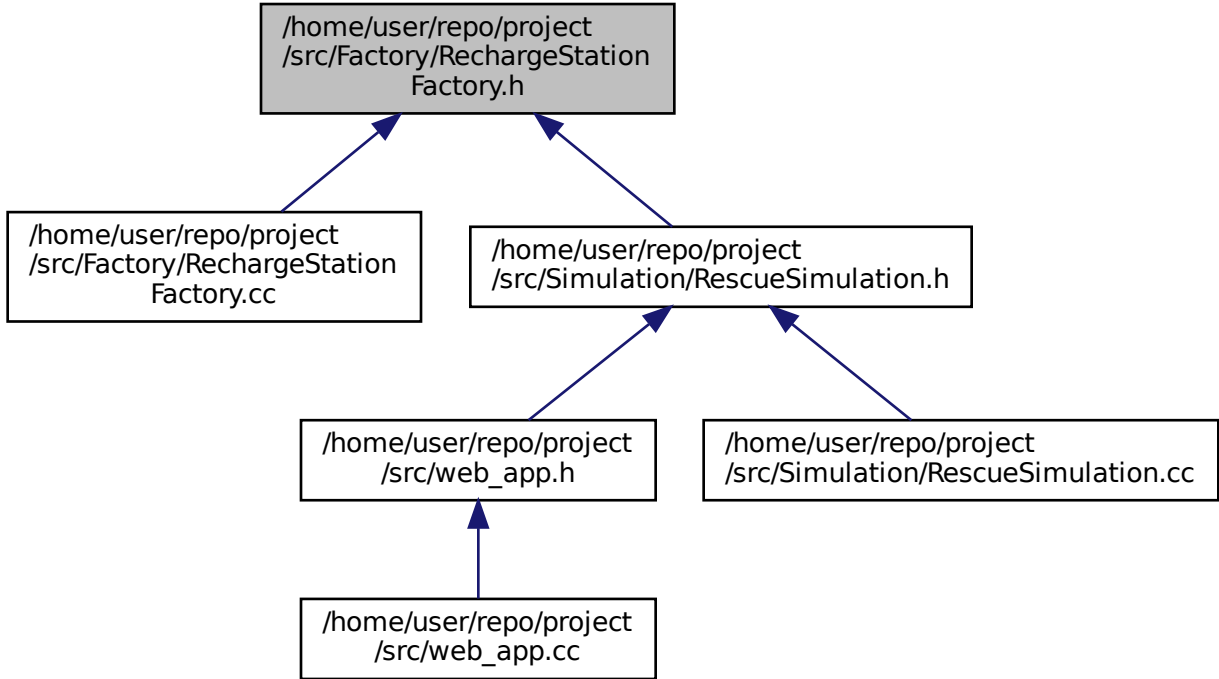 /home/user/repo/project
/src/Factory/RechargeStation
Factory.h
/home/user/repo/project
/src/Factory/RechargeStation
Factory.cc
/home/user/repo/project
/src/Simulation/RescueSimulation.h
/home/user/repo/project
/src/web_app.h
/home/user/repo/project
/src/Simulation/RescueSimulation.cc
/home/user/repo/project
/src/web_app.cc